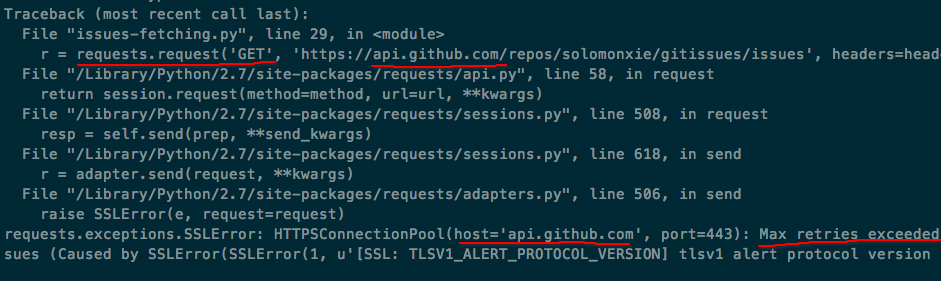 Traceback (most recent call last):
File "issues-fetching.py", line 29, in <module>
r = requests.request('GET', 'https://api.github.com/repos/solomonxie/gitissues/issues', headers=head
File "/Library/Python/2.7/site-packages/requests/api.py", line 58, in request
return session.request(method=method, url=url, **kwargs)
File "/Library/Python/2.7/site-packages/requests/sessions.py", line 508, in request
resp = self.send(prep, **send_kwargs)
File "/Library/Python/2.7/site-packages/requests/sessions.py", line 618, in send
r = adapter.send(request, **kwargs)
File "/Library/Python/2.7/site-packages/requests/adapters.py", line 506, in send
raise SSLError(e, request=request)
requests.exceptions.SSLError: HTTPSConnectionPool(host='api.github.com', port=443): Max retries exceeded
sues (Caused by SSLError(SSLError(1, u'[SSL: TLSV1_ALERT_PROTOCOL_VERSION] tlsv1 alert protocol version